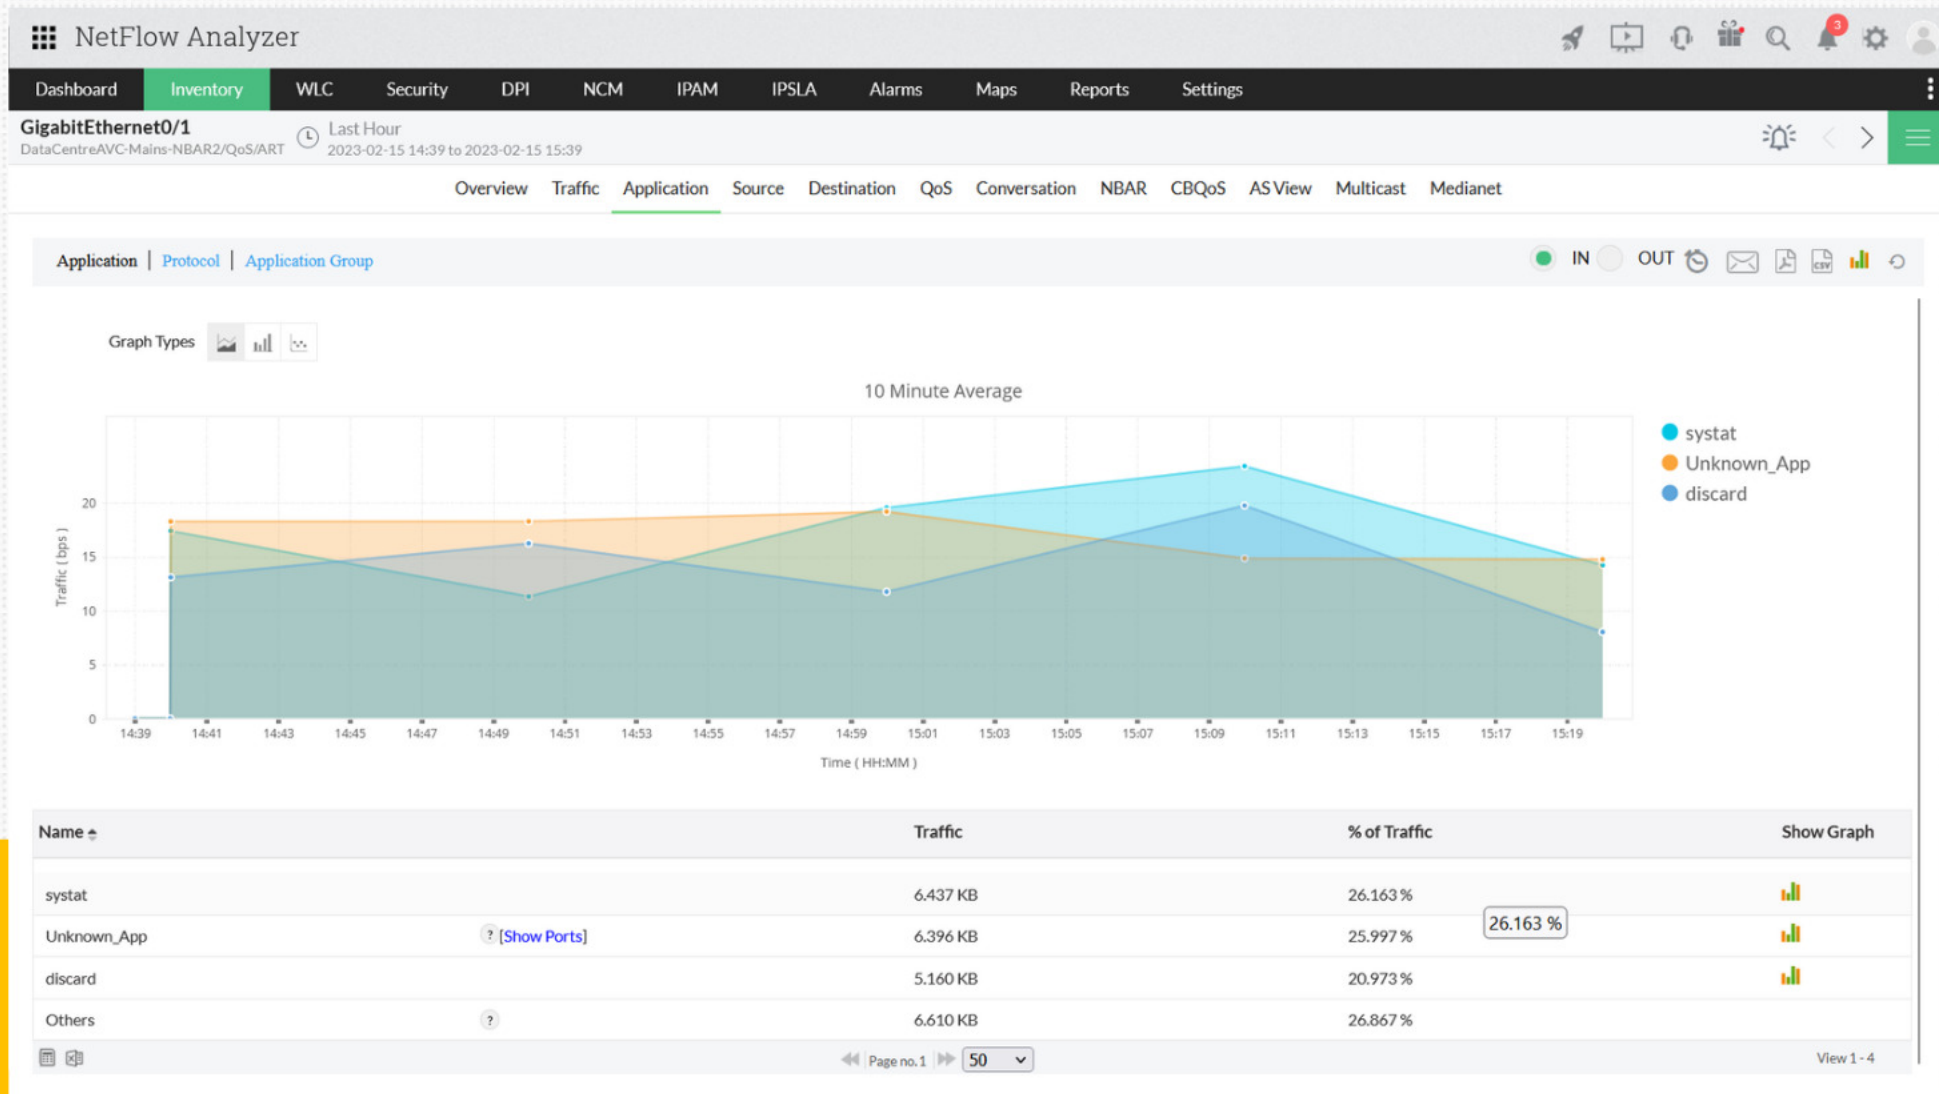 NetFlow Analyzer
3
Dashboard Inventory WLC Security DPI NCM IPAM IPSLA Alarms Maps Reports Settings
GigabitEthernet0/1
DataCentreAVC-Mains-NBAR2/QoS/ART
Last Hour
2023-02-15 14:39 to 2023-02-15 15:39
Overview Traffic Application Source Destination QoS Conversation NBAR CBQoS AS View Multicast Medianet
Application | Protocol | Application Group
IN OUT
CSV
Graph Types
10 Minute Average
systat
Unknown_App
discard
Traffic ( bps )
20
15
10
5
0
14:39 14:41 14:43 14:45 14:47 14:49 14:51 14:53 14:55 14:57 14:59 15:01 15:03 15:05 15:07 15:09 15:11 15:13 15:15 15:17 15:19
Time ( HH:MM )
Name Traffic % of Traffic Show Graph
systat 6.437 KB 26.163 %
26.163 %
Unknown_App ? [Show Ports] 6.396 KB 25.997 %
discard 5.160 KB 20.973 %
Others ? 6.610 KB 26.867 %
Page no. 1 50 View 1 - 4